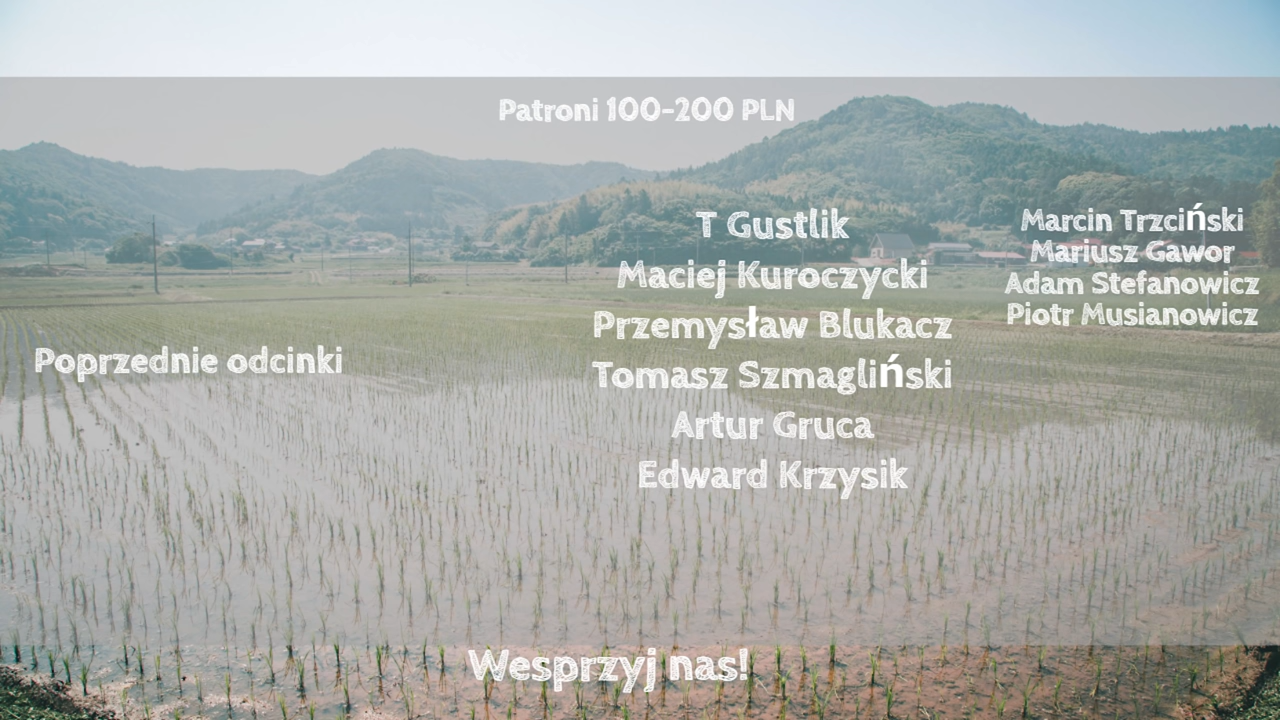 Patroni 100-200 PLN
T Gustlik
Maciej Kuroczycki
Przemysław Blukacz
Tomasz Szmagliński
Artur Gruca
Edward Krzysik
Marcin Trzciński
Mariusz Gawor
Adam Stefanowicz
Piotr Musianowicz
Poprzednie odcinki
Wesprzyj nas!